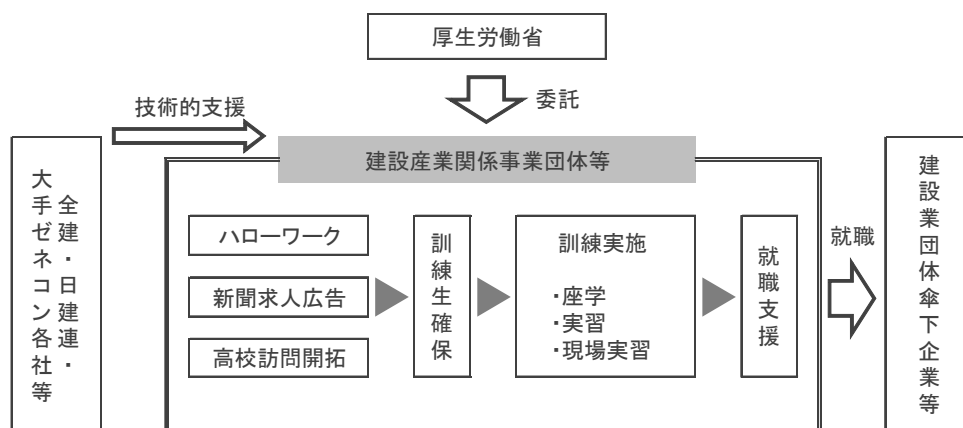 厚生労働省
委託
技術的支援
建設産業関係事業団体等
全建・日建連・
大手ゼネコン各社等
ハローワーク
新聞求人広告
高校訪問開拓
訓練生確保
訓練実施
・座学
・実習
・現場実習
就職支援
就職
建設業団体傘下企業等